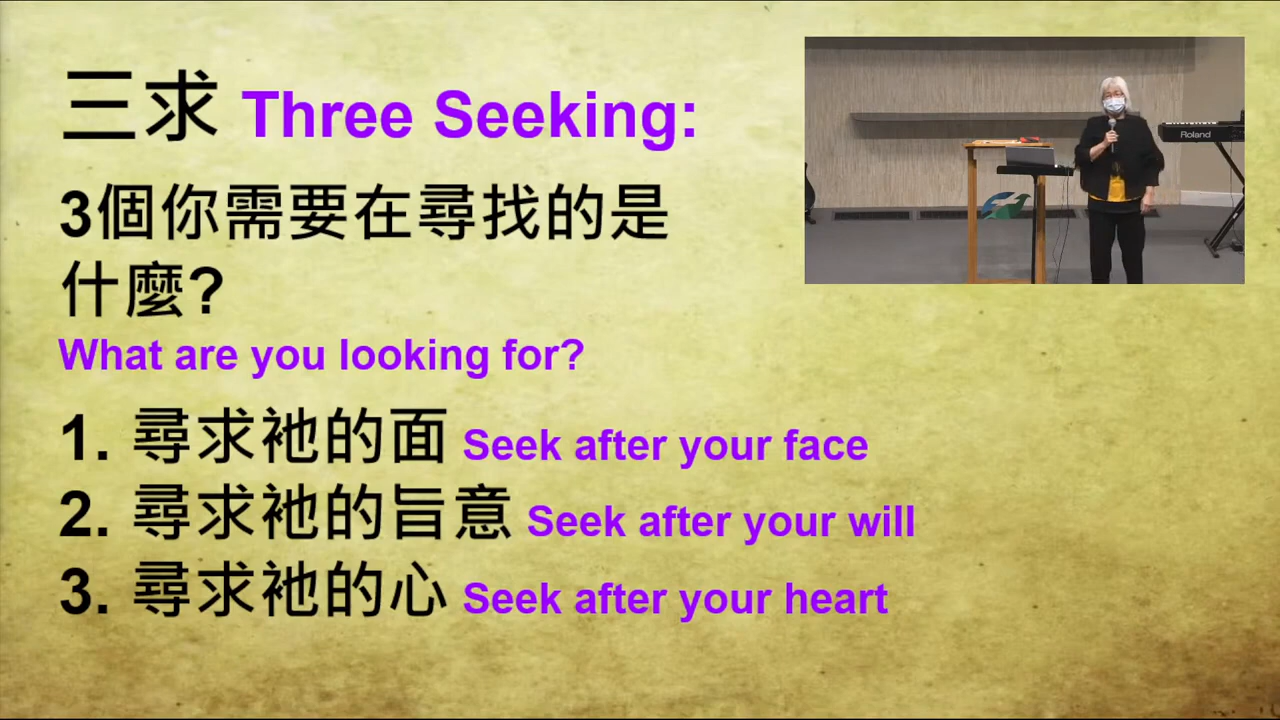 三求 Three Seeking:
3個你需要在尋找的是
什麼?
What are you looking for?
1. 尋求祂的面 Seek after your face
2. 尋求祂的旨意 Seek after your will
3. 尋求祂的心 Seek after your heart
Roland